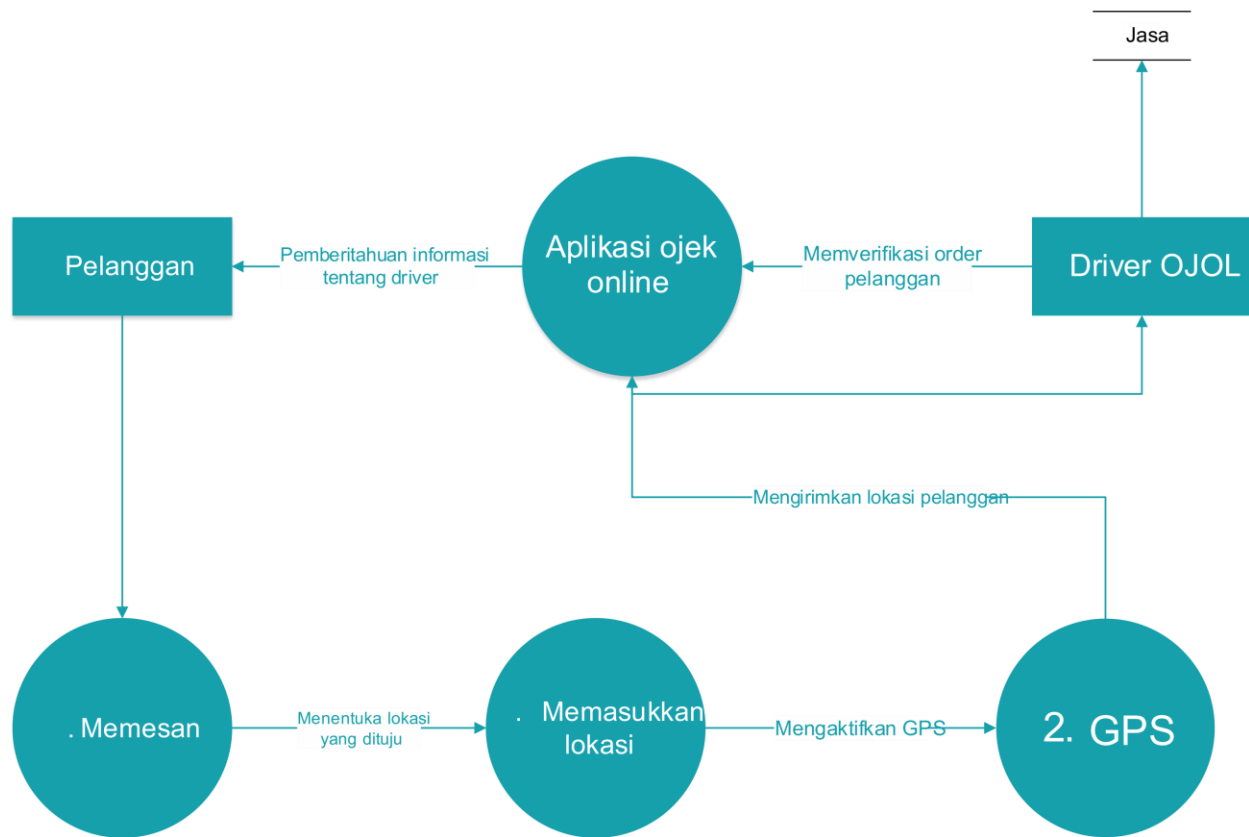 Jasa
Pelanggan
Pemberitahuan informasi
tentang driver
Aplikasi ojek
online
Memverifikasi order
pelanggan
Driver OJOL
Mengirimkan lokasi pelanggan
. Memesan
Menentuka lokasi
yang dituju
. Memasukkan
lokasi
Mengaktifkan GPS
2. GPS